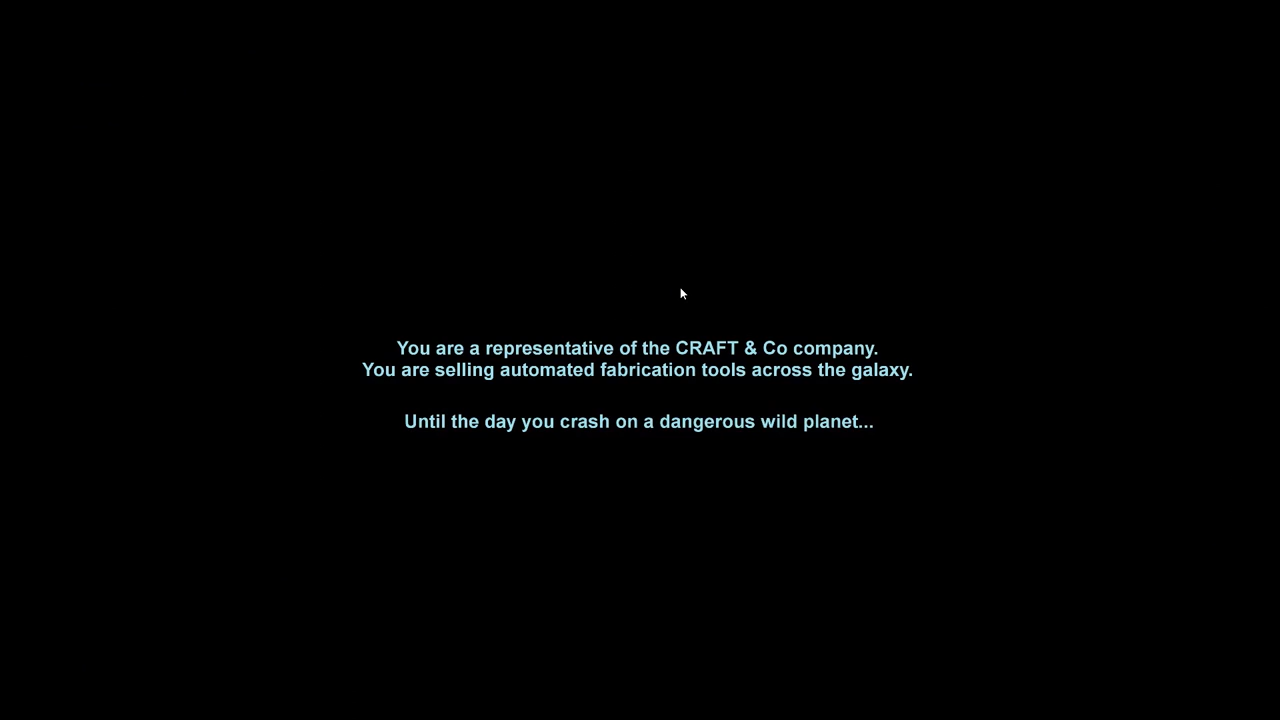 You are a representative of the CRAFT & Co company.
You are selling automated fabrication tools across the galaxy.
Until the day you crash on a dangerous wild planet...